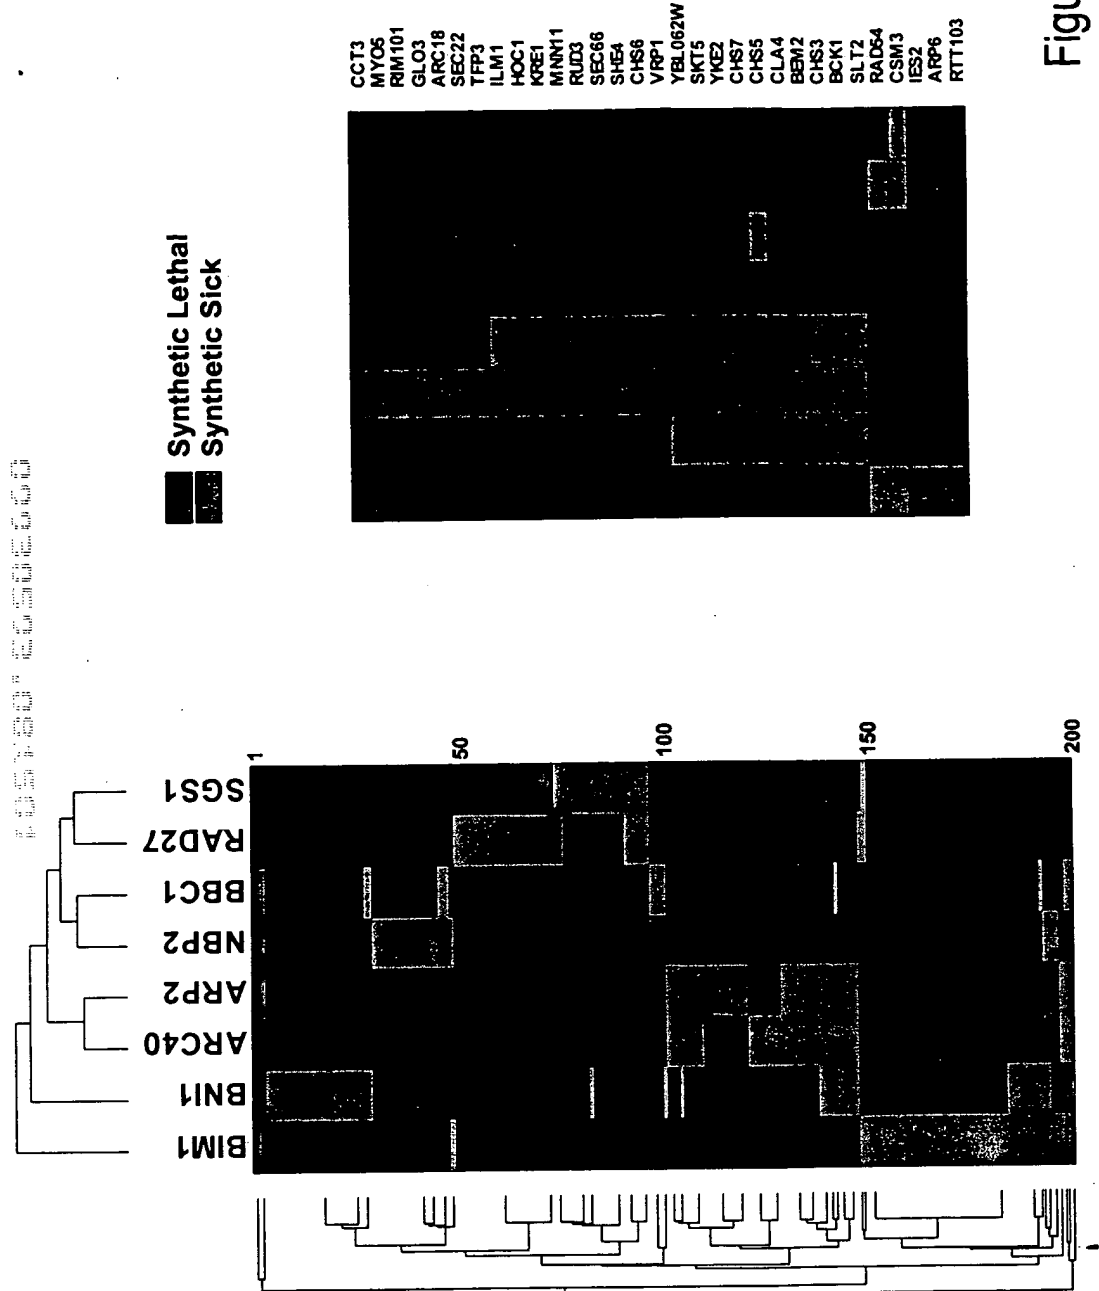 Synthetic Lethal
Synthetic Sick
SGS1
RAD27
BBC1
NBP2
ARP2
ARC40
BNI1
BIM1
1
50
100
150
200
CCT3
MYO5
RIM101
GLO3
ARC18
SEC22
TFP3
ILM1
HOC1
KRE1
MNN11
RUD3
SEC66
SHE4
CHS6
VRP1
YBL062W
SKT5
YKE2
CHS7
CHS5
CLA4
BEM2
CHS3
BCK1
SLT2
RAD54
CSM3
IES2
ARP6
RTT103
Figu